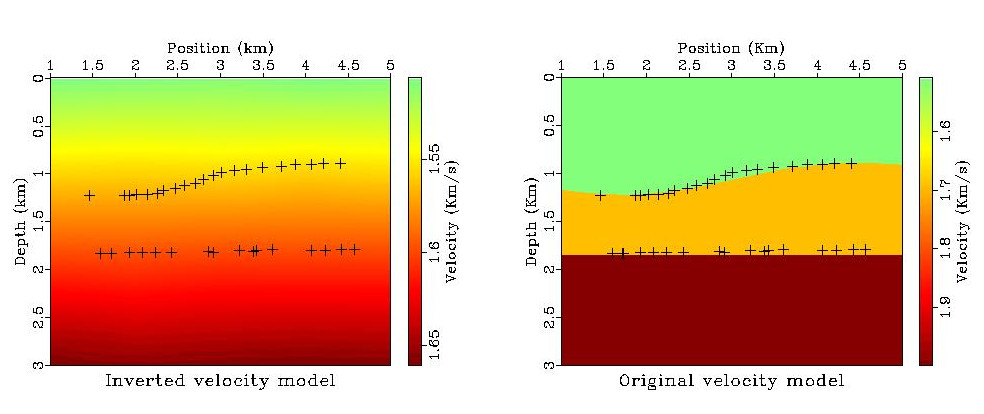 Position (km)
1 1.5 2 2.5 3 3.5 4 4.5 5
0 0.5 1 1.5 2 2.5 3
Depth (km)
1.55 1.6 1.65
Velocity (Km/s)
Inverted velocity model
Position (Km)
1 1.5 2 2.5 3 3.5 4 4.5 5
0 0.5 1 1.5 2 2.5 3
Depth (km)
1.6 1.7 1.8 1.9
Velocity (Km/s)
Original velocity model